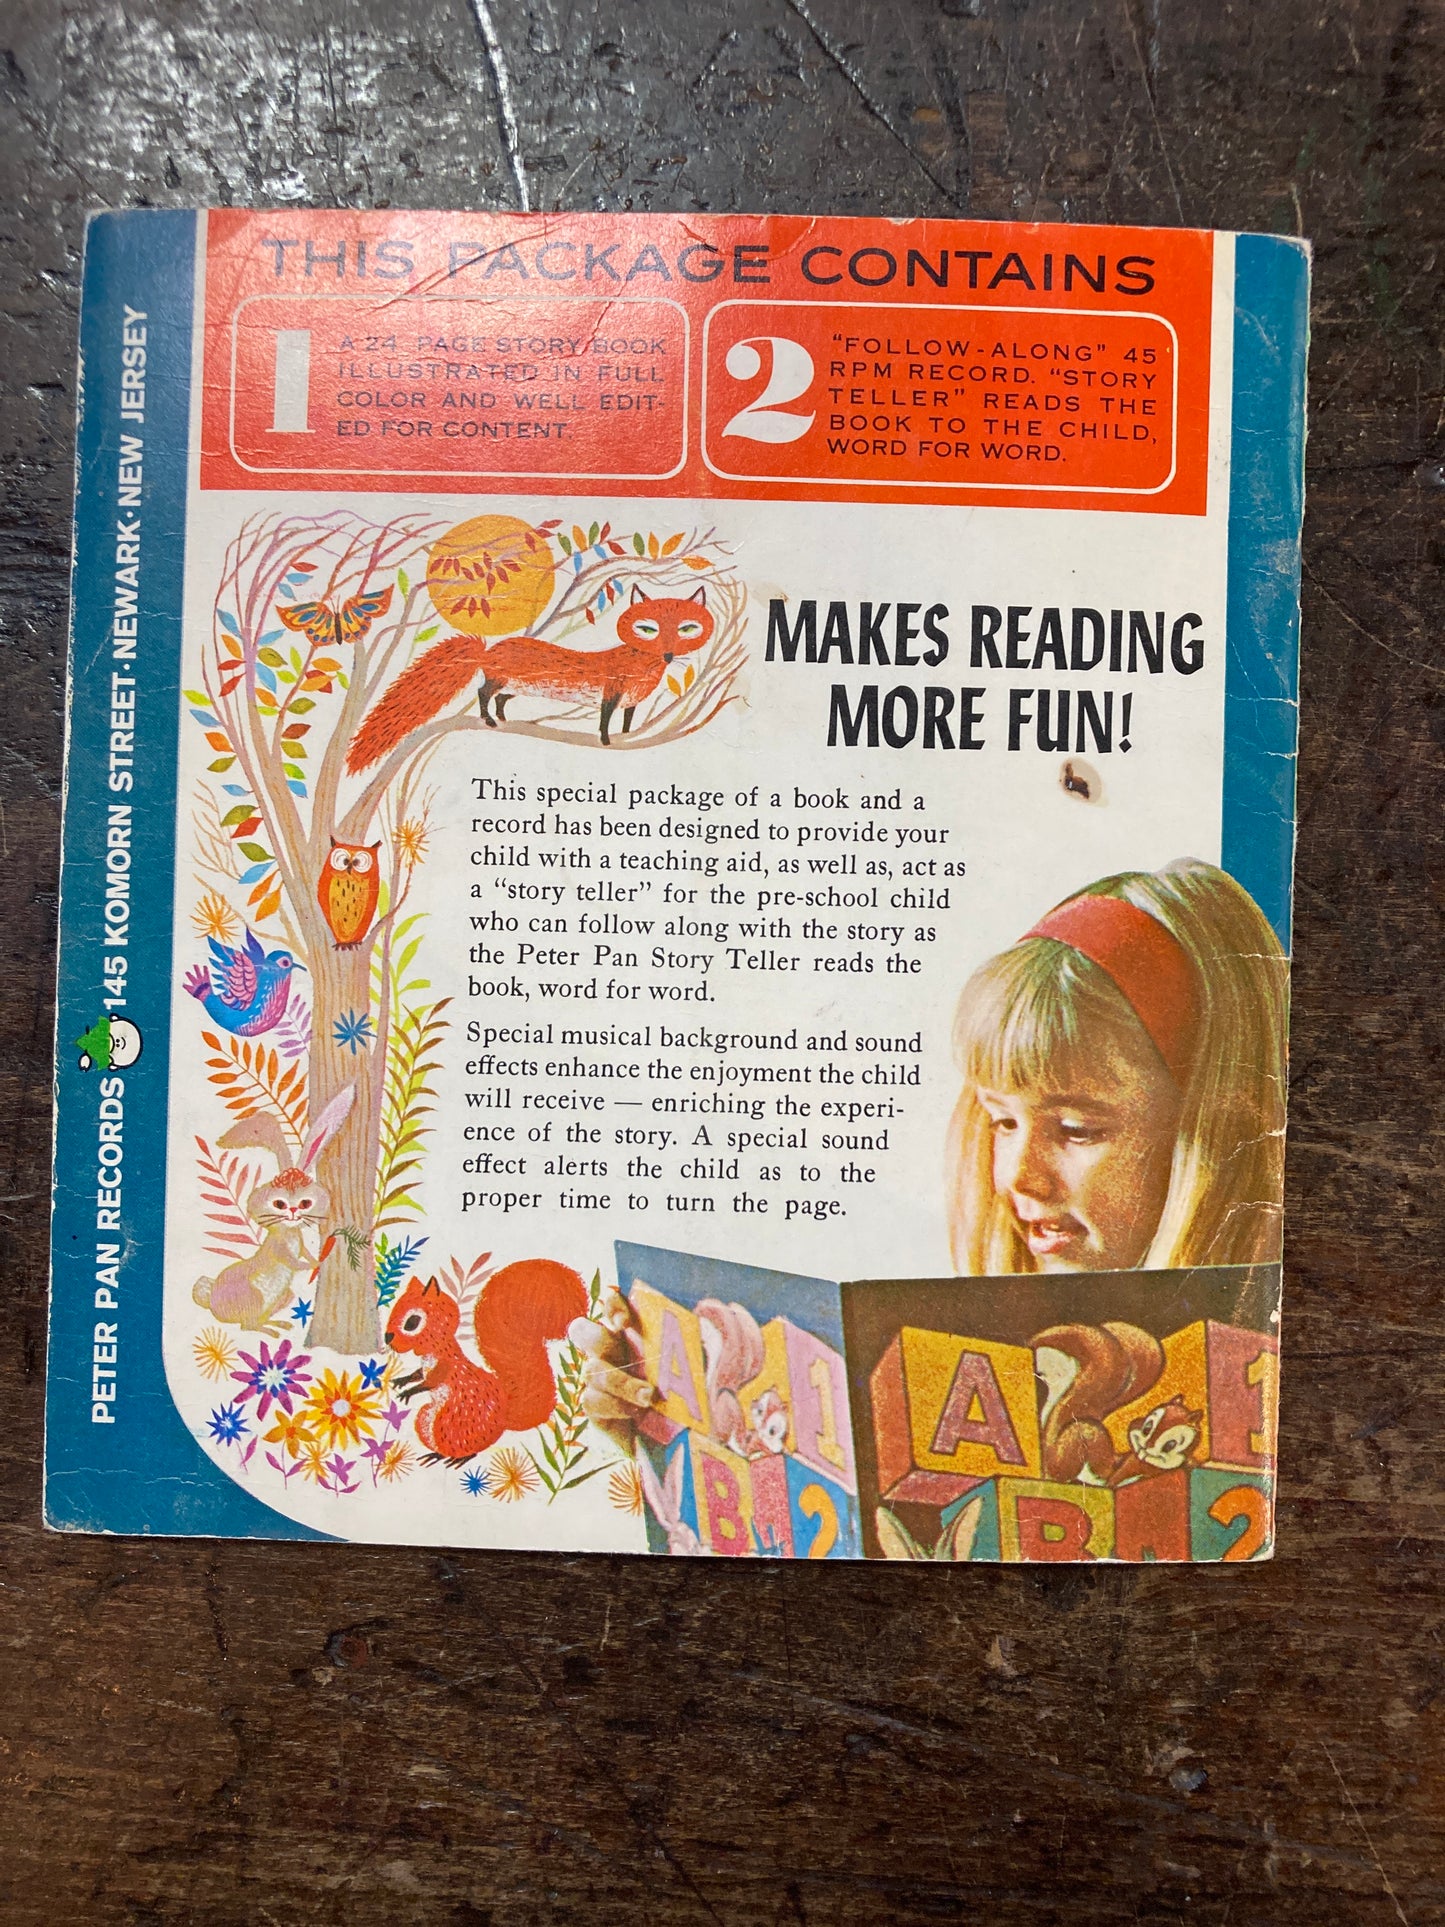 THIS PACKAGE CONTAINS
1
A 24 PAGE STORY BOOK
ILLUSTRATED IN FULL
COLOR AND WELL EDIT-
ED FOR CONTENT.
2
"FOLLOW-ALONG" 45
RPM RECORD. "STORY
TELLER" READS THE
BOOK TO THE CHILD,
WORD FOR WORD.
MAKES READING
MORE FUN!
This special package of a book and a
record has been designed to provide your
child with a teaching aid, as well as, act as
a "story teller" for the pre-school child
who can follow along with the story as
the Peter Pan Story Teller reads the
book, word for word.
Special musical background and sound
effects enhance the enjoyment the child
will receive — enriching the experi-
ence of the story. A special sound
effect alerts the child as to the
proper time to turn the page.
PETER PAN RECORDS 145 KOMORN STREET·NEWARK·NEW JERSEY
A 1
B 2
A 1
B 2